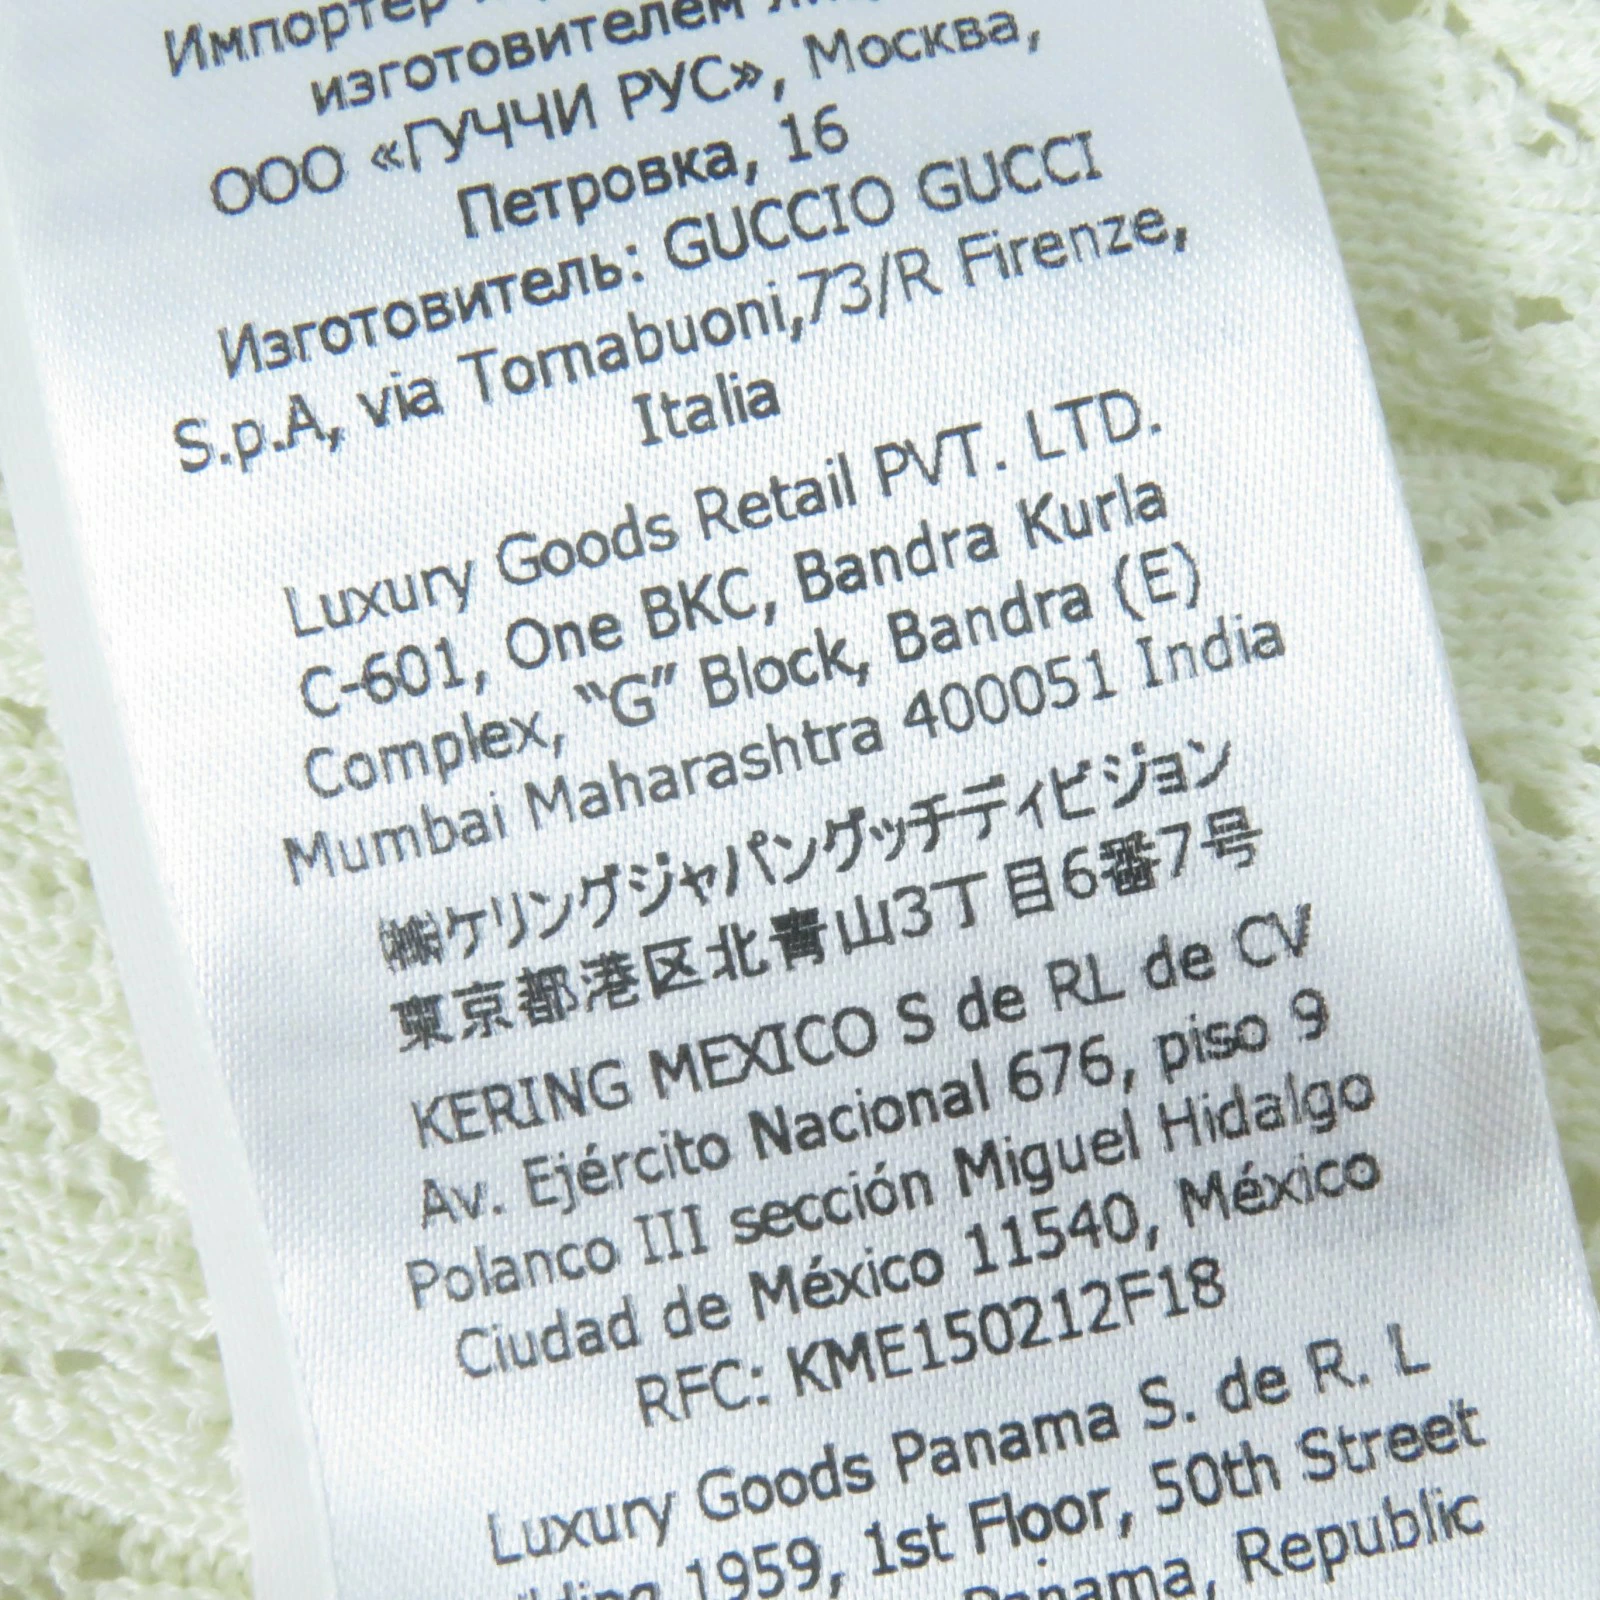 Импортер
изготовителем
ООО «ГУЧЧИ РУС», Москва,
Петровка, 16
Изготовитель: GUCCIO GUCCI
S.p.A, via Tornabuoni,73/R Firenze,
Italia
Luxury Goods Retail PVT. LTD.
C-601, One BKC, Bandra Kurla
Complex, “G” Block, Bandra (E)
Mumbai Maharashtra 400051 India
㈱ケリングジャパングッチディビジョン
東京都港区北青山3丁目6番7号
KERING MEXICO S de RL de CV
Av. Ejército Nacional 676, piso 9
Polanco III sección Miguel Hidalgo
Ciudad de México 11540, México
RFC: KME150212F18
Luxury Goods Panama S. de R. L
1959, 1st Floor, 50th Street
Panama, Republic